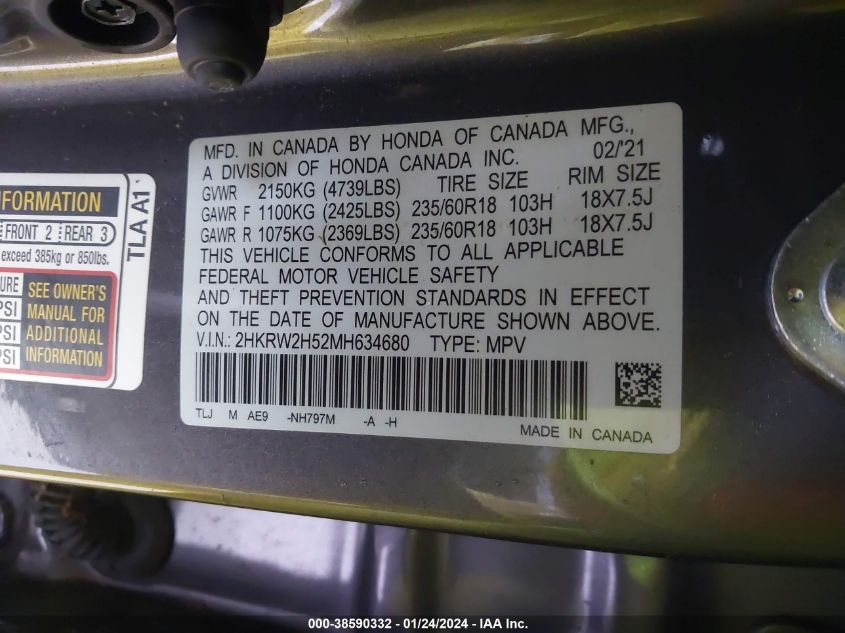 MFD. IN CANADA BY HONDA OF CANADA MFG.,
A DIVISION OF HONDA CANADA INC. 02/'21
GVWR 2150KG (4739LBS) TIRE SIZE RIM SIZE
GAWR F 1100KG (2425LBS) 235/60R18 103H 18X7.5J
GAWR R 1075KG (2369LBS) 235/60R18 103H 18X7.5J
THIS VEHICLE CONFORMS TO ALL APPLICABLE
FEDERAL MOTOR VEHICLE SAFETY
AND THEFT PREVENTION STANDARDS IN EFFECT
ON THE DATE OF MANUFACTURE SHOWN ABOVE.
V.I.N.: 2HKRW2H52MH634680 TYPE: MPV
TLJ M AE9 -NH797M -A -H
MADE IN CANADA
FORMATION
FRONT 2 REAR 3
exceed 385kg or 850lbs.
URE SEE OWNER'S
PSI MANUAL FOR
PSI ADDITIONAL
PSI INFORMATION
TLA A1
000-38590332 - 01/24/2024 - IAA Inc.